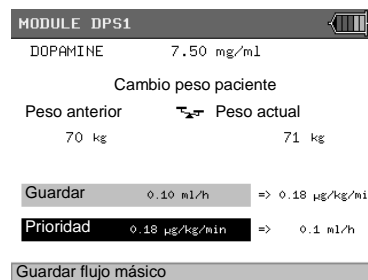 MODULE DPS1
DOPAMINE 7.50 mg/ml
Cambio peso paciente
Peso anterior Peso actual
70 kg 71 kg
Guardar 0.10 ml/h => 0.18 µg/kg/mi
Prioridad 0.18 µg/kg/min => 0.1 ml/h
Guardar flujo másico